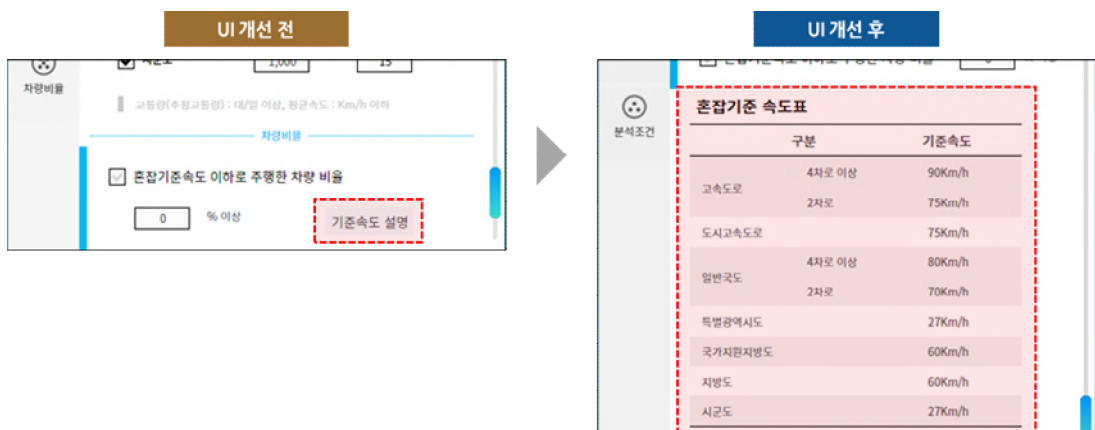 UI 개선 전
UI 개선 후
차량비율
시군도 1,000 15
교통량(추정교통량) : 대/일 이상, 평균속도 : Km/h 이하
차량비율
혼잡기준속도 이하로 주행한 차량 비율
0 % 이상 기준속도 설명
분석조건
혼잡기준 속도표
구분 기준속도
고속도로 4차로 이상 90Km/h
2차로 75Km/h
도시고속도로 75Km/h
일반국도 4차로 이상 80Km/h
2차로 70Km/h
특별광역시도 27Km/h
국가지원지방도 60Km/h
지방도 60Km/h
시군도 27Km/h